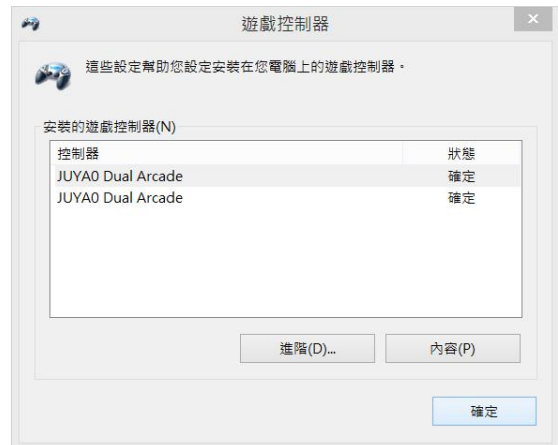 遊戲控制器
這些設定幫助您設定安裝在您電腦上的遊戲控制器。
安裝的遊戲控制器(N)
控制器 狀態
JUYA0 Dual Arcade 確定
JUYA0 Dual Arcade 確定
進階(D)... 內容(P)
確定